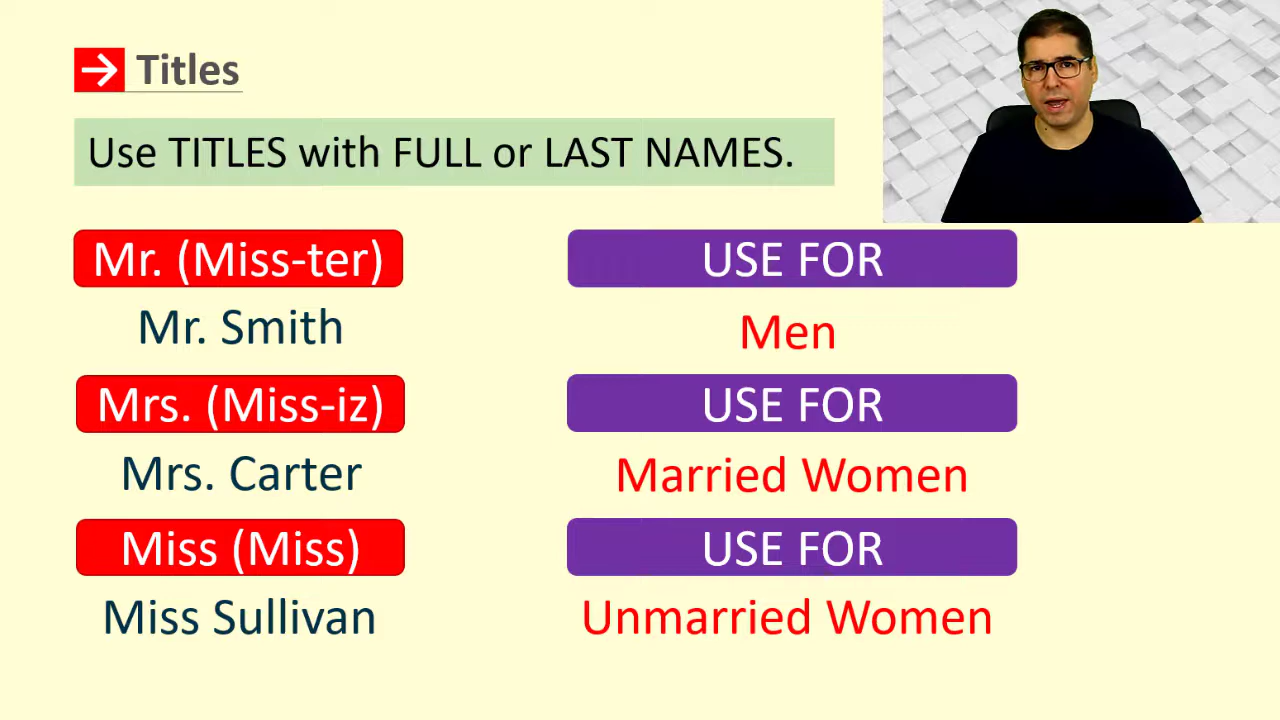 Titles
Use TITLES with FULL or LAST NAMES.
Mr. (Miss-ter)
USE FOR
Mr. Smith
Men
Mrs. (Miss-iz)
USE FOR
Mrs. Carter
Married Women
Miss (Miss)
USE FOR
Miss Sullivan
Unmarried Women